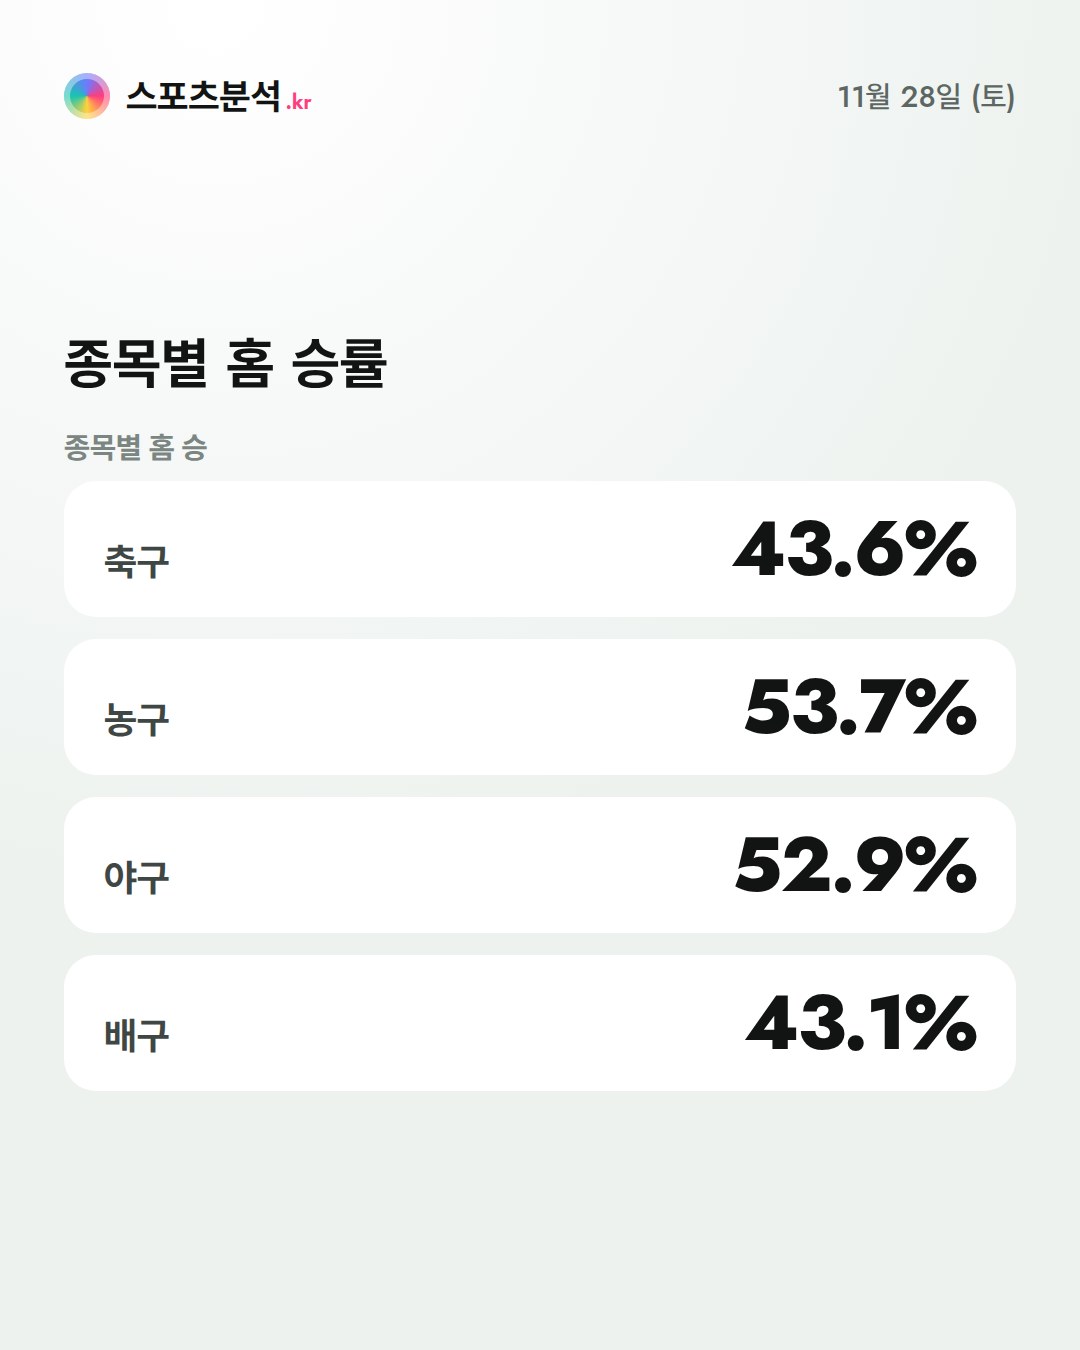 스포츠분석.kr
11월 28일 (토)
종목별 홈 승률
종목별 홈 승
축구 43.6%
농구 53.7%
야구 52.9%
배구 43.1%